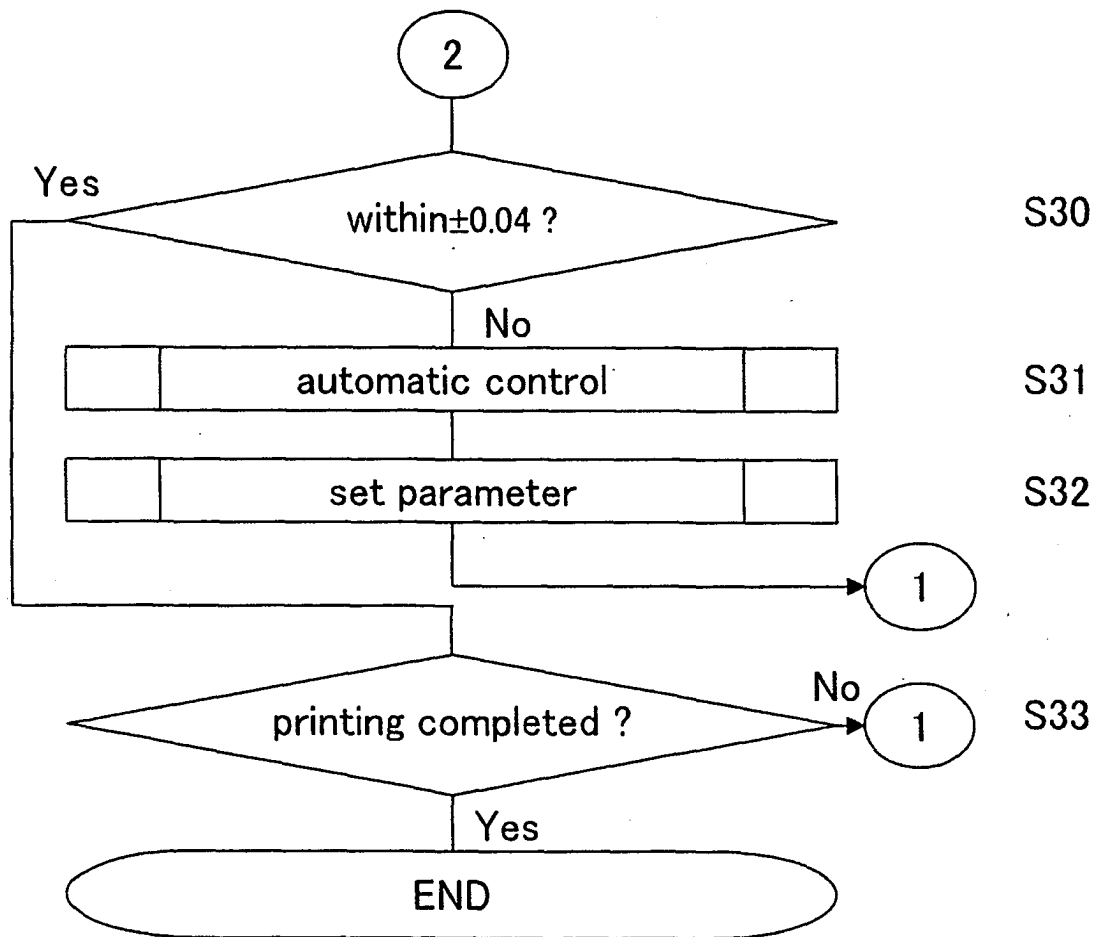 2
Yes
within±0.04 ?
S30
No
automatic control
S31
set parameter
S32
1
No
printing completed ?
1
S33
Yes
END